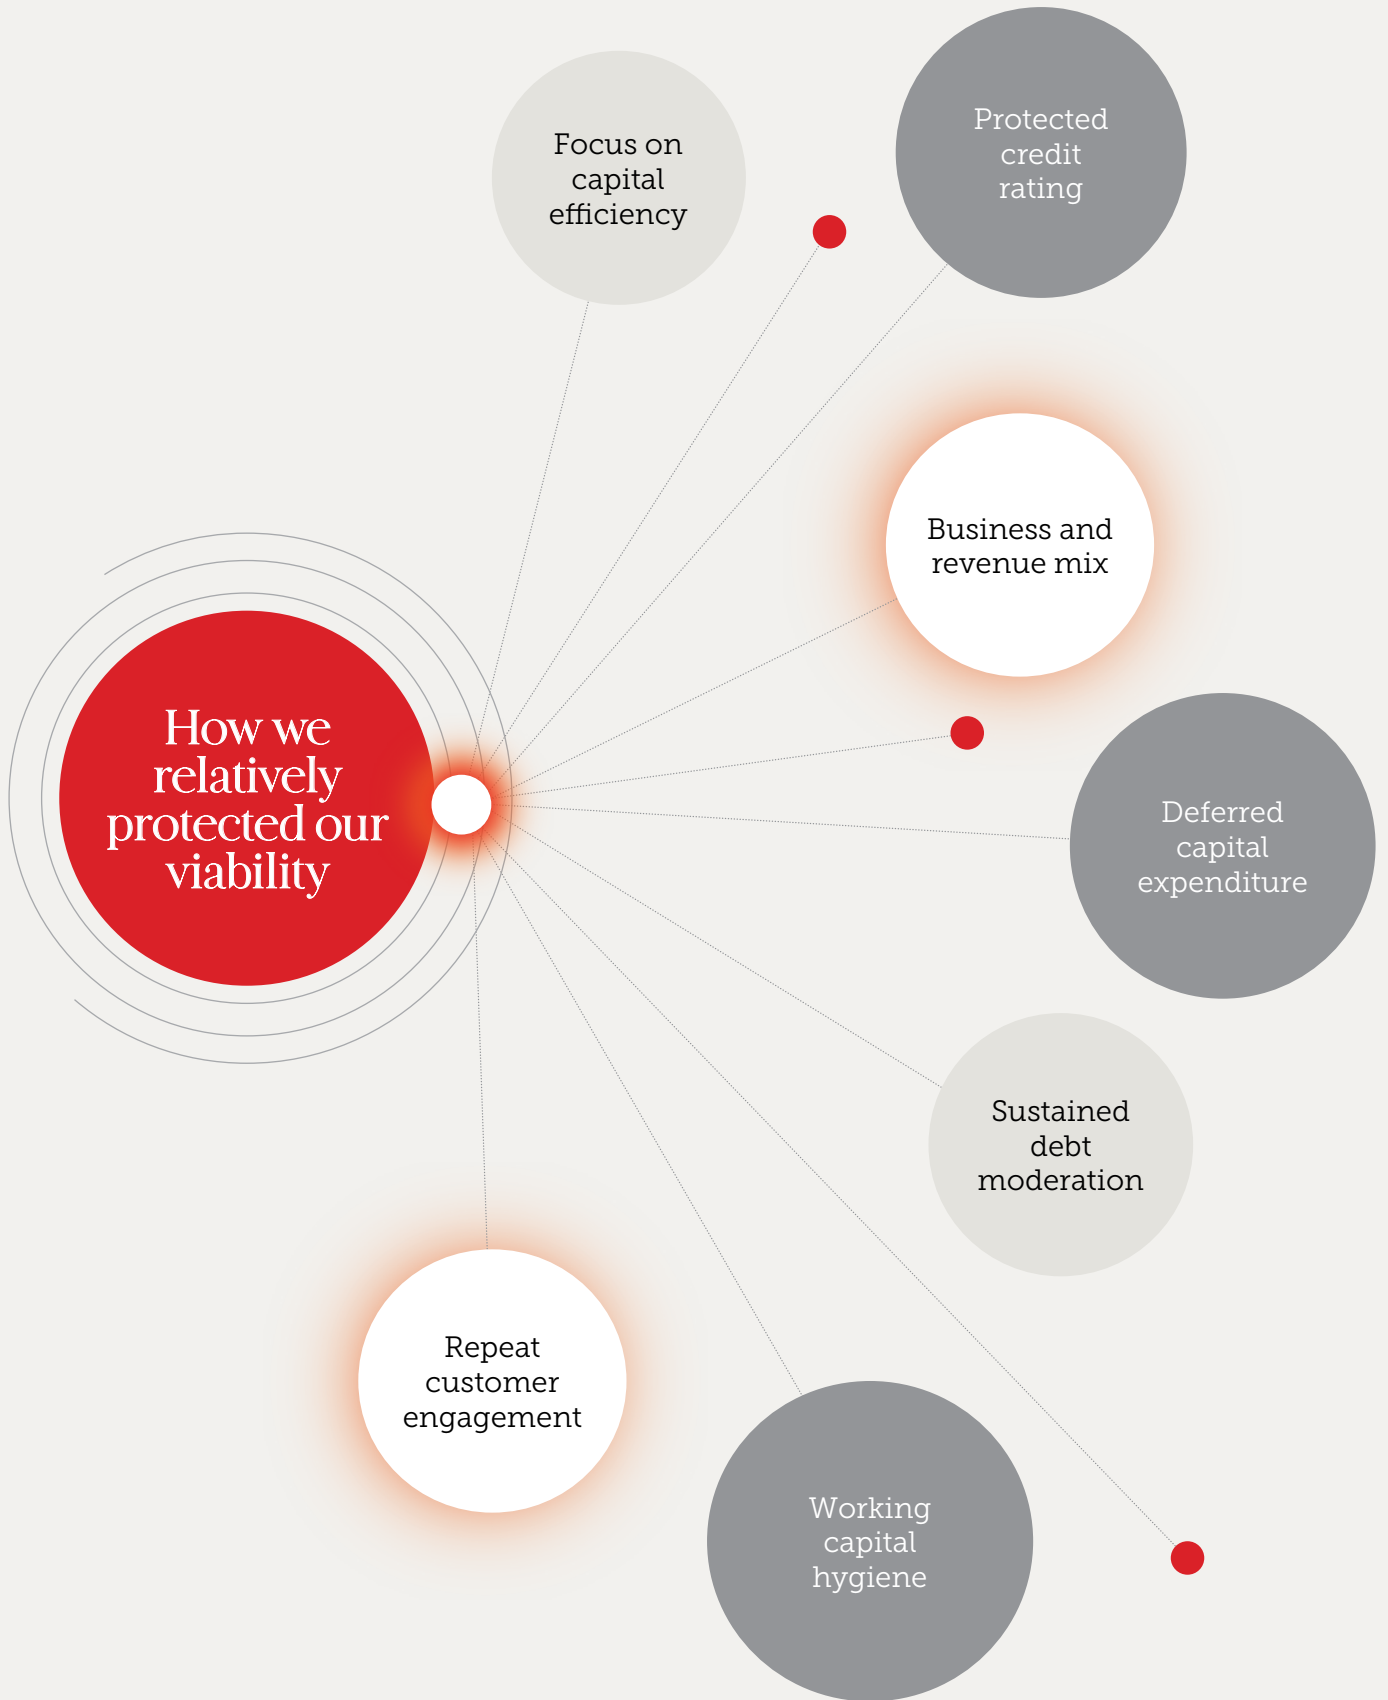 Focus on
capital
efficiency
Protected
credit
rating
Business and
revenue mix
How we
relatively
protected our
viability
Deferred
capital
expenditure
Sustained
debt
moderation
Repeat
customer
engagement
Working
capital
hygiene